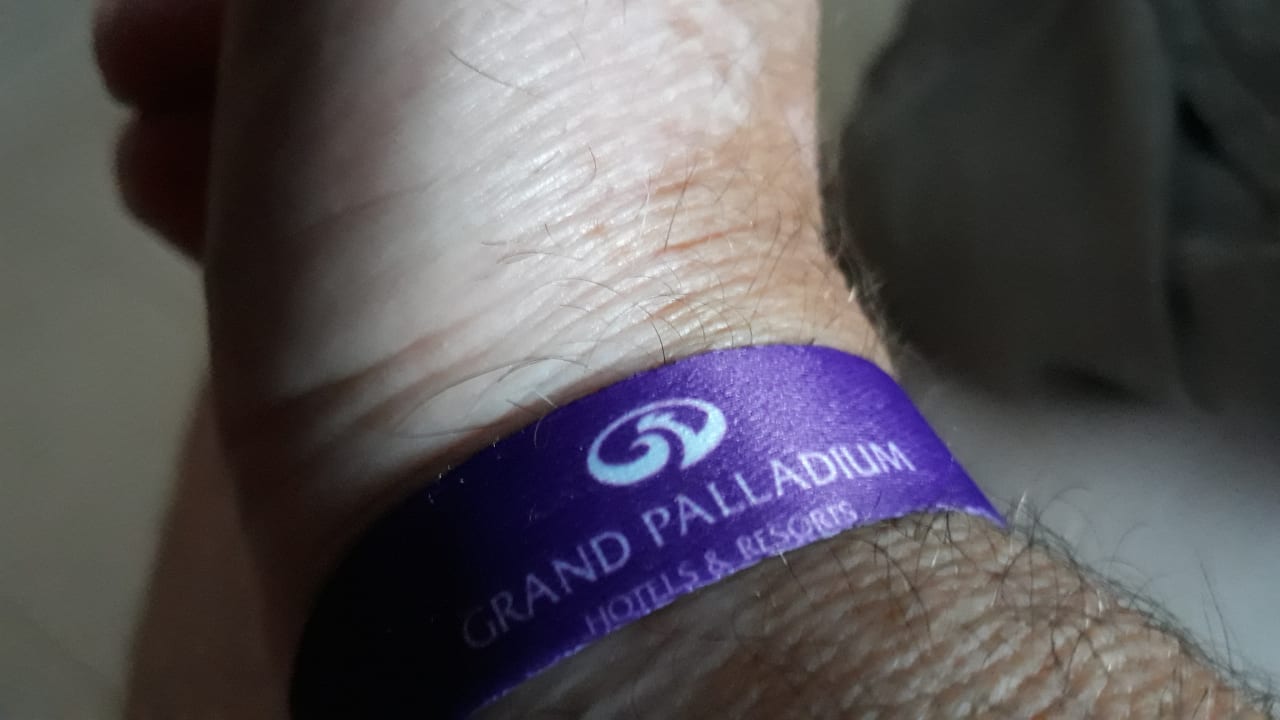 GRAND PALLADIUM
HOTELS & RESORTS